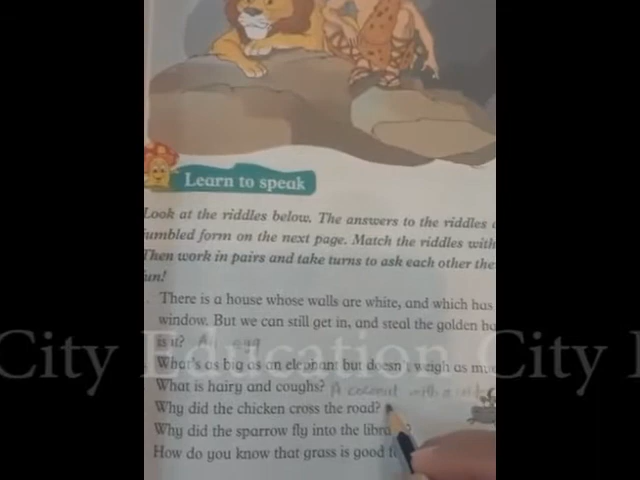 Learn to speak
Look at the riddles below. The answers to the riddles
jumbled form on the next page. Match the riddles with
Then work in pairs and take turns to ask each other the
fun!
There is a house whose walls are white, and which has
window. But we can still get in, and steal the golden
is it? egg
What's as big as an elephant but doesn't weigh as
What is hairy and coughs? A coconut with a
Why did the chicken cross the road?
Why did the sparrow fly into the
How do you know that grass is good
City Education City